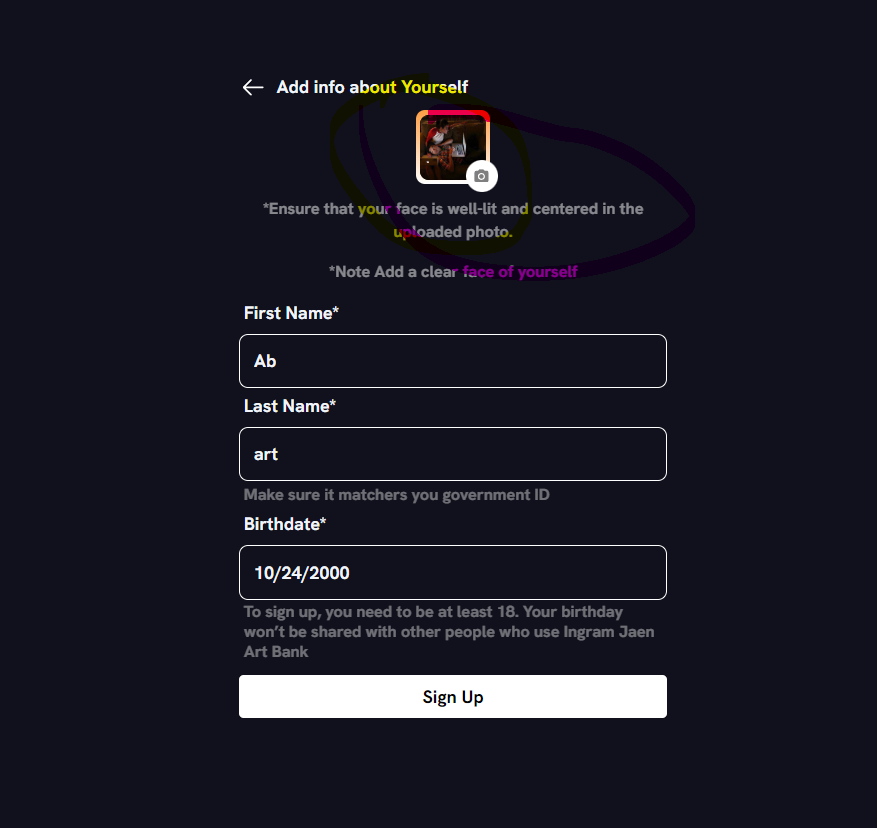 Add info about Yourself
*Ensure that your face is well-lit and centered in the
uploaded photo.
*Note Add a clear face of yourself
First Name*
Ab
Last Name*
art
Make sure it matchers you government ID
Birthdate*
10/24/2000
To sign up, you need to be at least 18. Your birthday
won’t be shared with other people who use Ingram Jaen
Art Bank
Sign Up